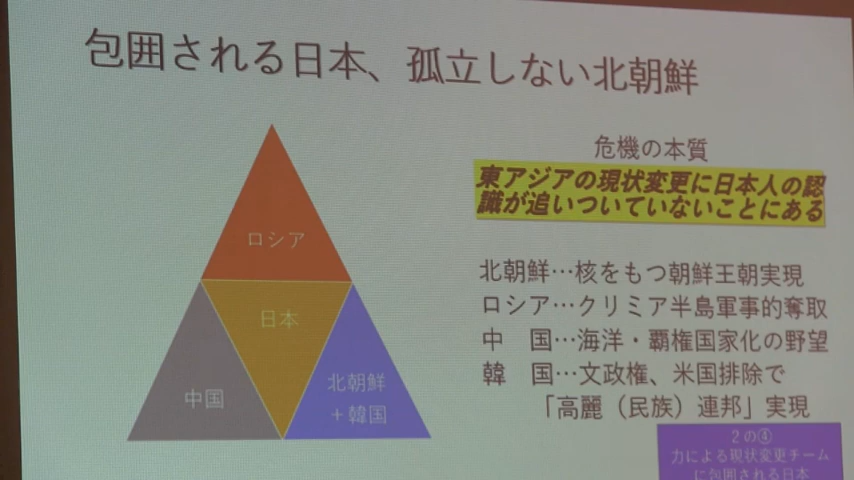 包囲される日本、孤立しない北朝鮮
ロシア
日本
中国
北朝鮮
+韓国
危機の本質
東アジアの現状変更に日本人の認
識が追いついていないことにある
北朝鮮…核をもつ朝鮮王朝実現
ロシア…クリミア半島軍事的奪取
中　国…海洋・覇権国家化の野望
韓　国…文政権、米国排除で
「高麗（民族）連邦」実現
2の④
力による現状変更チーム
に包囲される日本